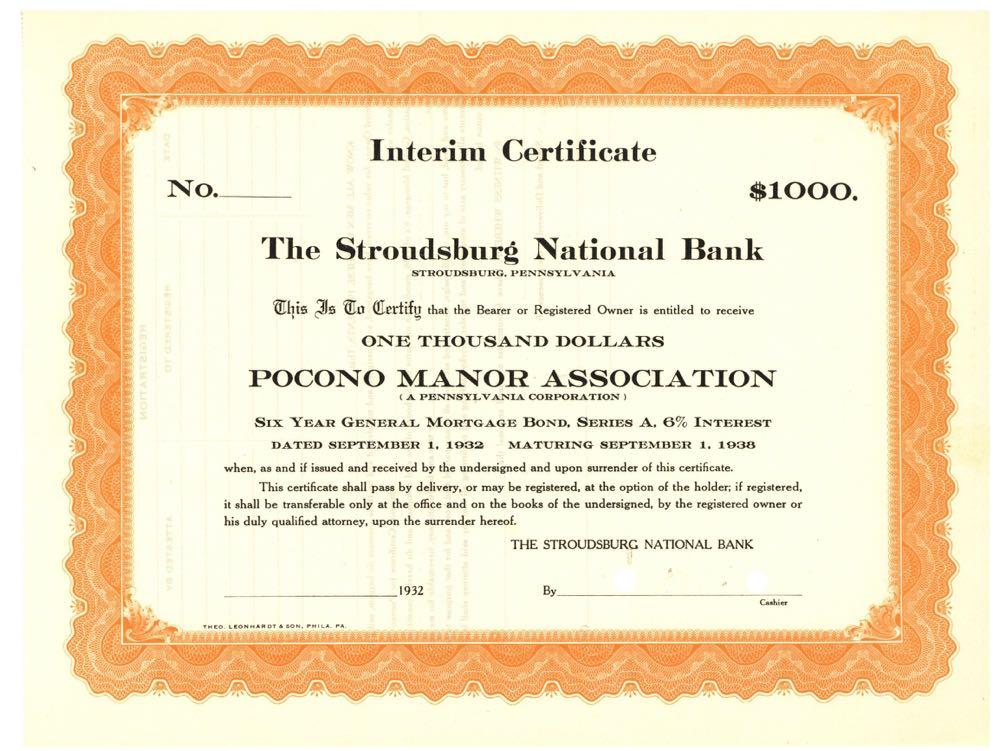 Interim Certificate
No.
$1000.
The Stroudsburg National Bank
STROUDSBURG, PENNSYLVANIA
This Is To Certify that the Bearer or Registered Owner is entitled to receive
ONE THOUSAND DOLLARS
POCONO MANOR ASSOCIATION
( A PENNSYLVANIA CORPORATION )
SIX YEAR GENERAL MORTGAGE BOND, SERIES A, 6% INTEREST
DATED SEPTEMBER 1, 1932 MATURING SEPTEMBER 1, 1938
when, as and if issued and received by the undersigned and upon surrender of this certificate.
This certificate shall pass by delivery, or may be registered, at the option of the holder; if registered,
it shall be transferable only at the office and on the books of the undersigned, by the registered owner or
his duly qualified attorney, upon the surrender hereof.
THE STROUDSBURG NATIONAL BANK
1932
By
Cashier
THEO. LEONHARDT & SON, PHILA. PA.